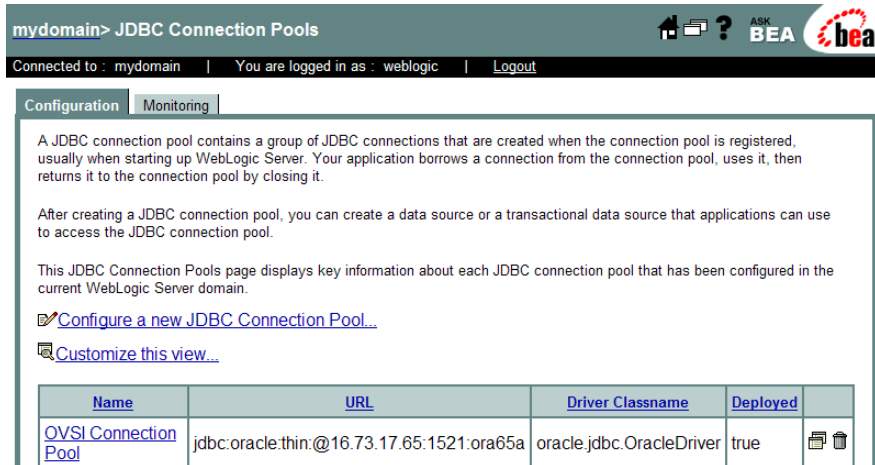 mydomain> JDBC Connection Pools
? ASK BEA bea
Connected to : mydomain | You are logged in as : weblogic | Logout
Configuration Monitoring
A JDBC connection pool contains a group of JDBC connections that are created when the connection pool is registered,
usually when starting up WebLogic Server. Your application borrows a connection from the connection pool, uses it, then
returns it to the connection pool by closing it.
After creating a JDBC connection pool, you can create a data source or a transactional data source that applications can use
to access the JDBC connection pool.
This JDBC Connection Pools page displays key information about each JDBC connection pool that has been configured in the
current WebLogic Server domain.
Configure a new JDBC Connection Pool...
Customize this view...
Name URL Driver Classname Deployed
OVSI Connection Pool jdbc:oracle:thin:@16.73.17.65:1521:ora65a oracle.jdbc.OracleDriver true